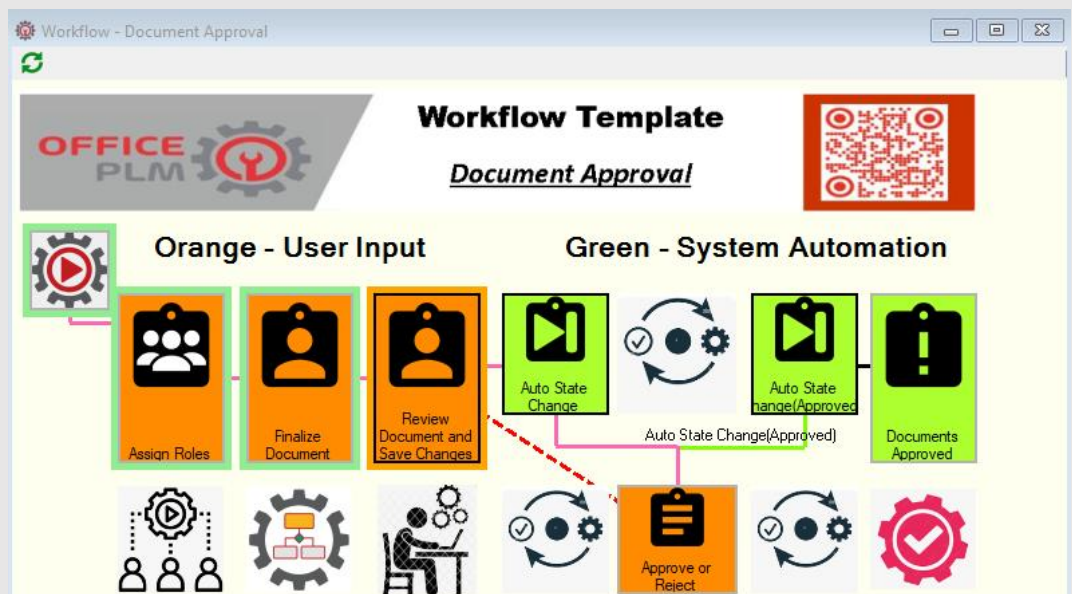 Workflow - Document Approval
OFFICE
PLM
Workflow Template
Document Approval
Orange - User Input
Green - System Automation
Assign Roles
Finalize
Document
Review
Document and
Save Changes
Auto State
Change
Auto State
hange(Approved
Auto State Change(Approved)
Documents
Approved
Approve or
Reject